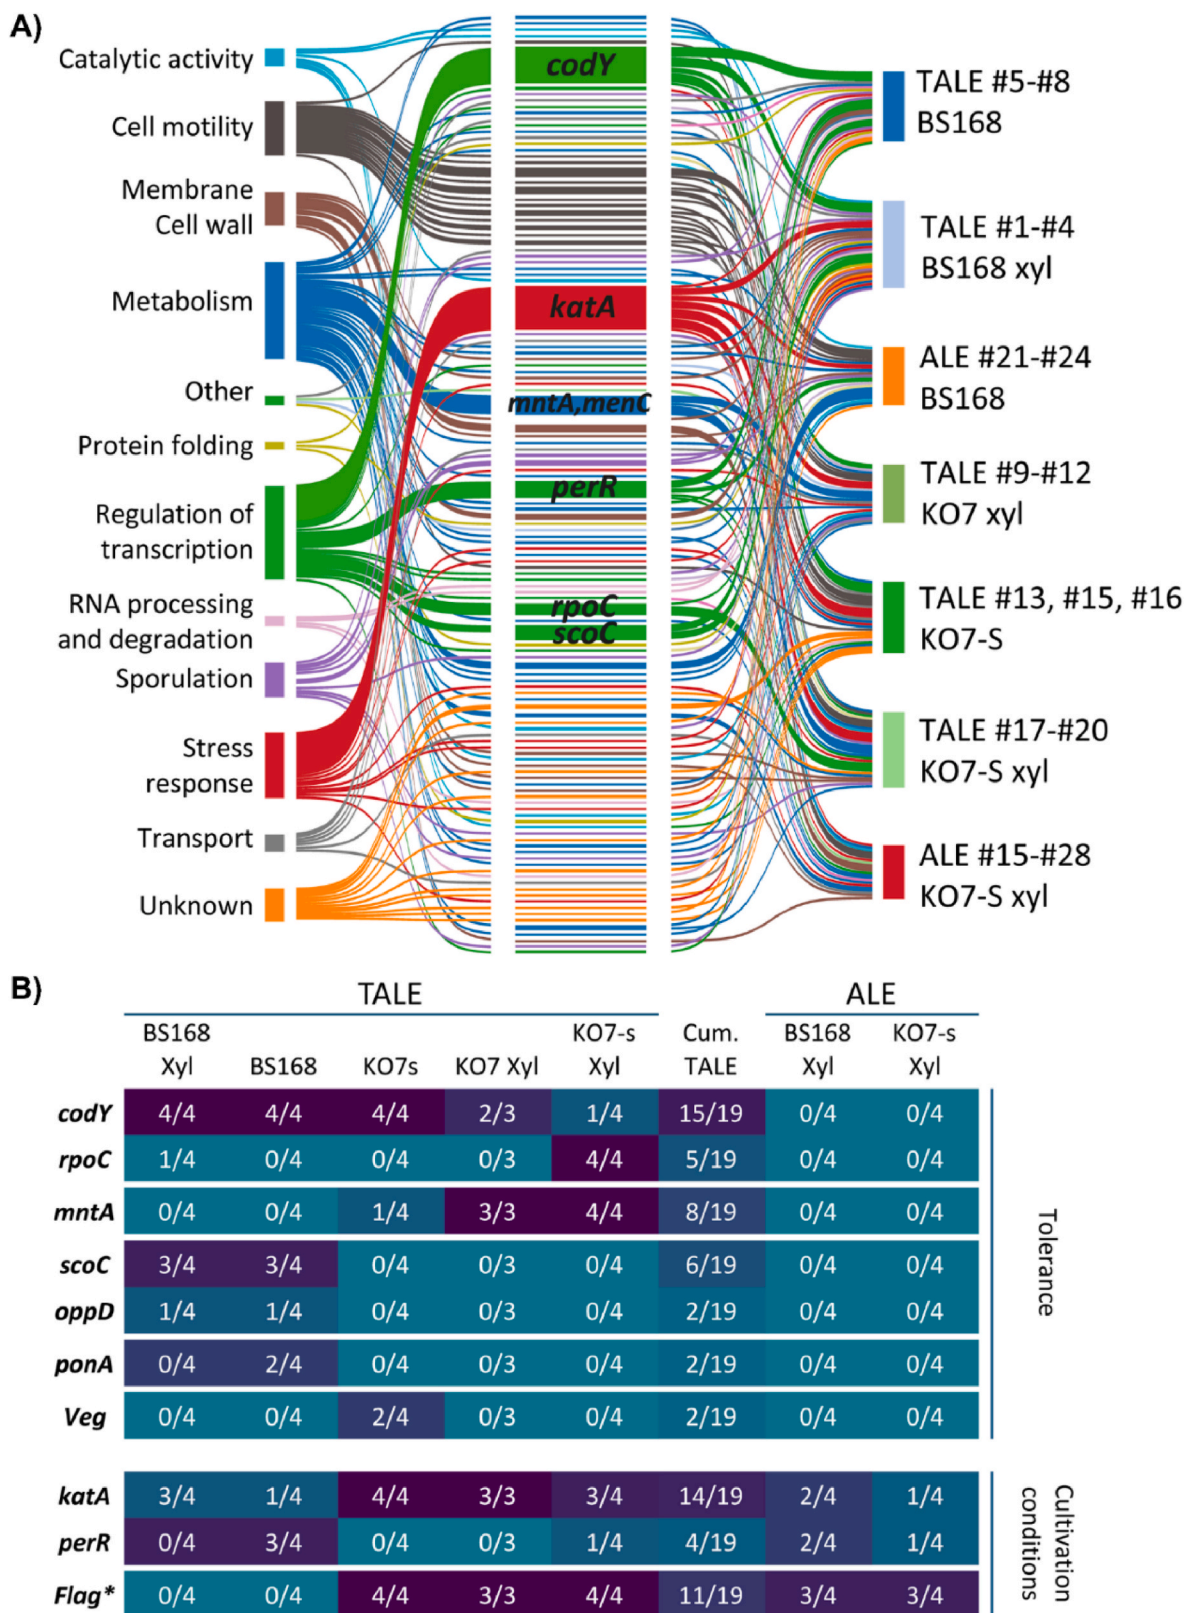 A)
Catalytic activity
Cell motility
Membrane
Cell wall
Metabolism
Other
Protein folding
Regulation of
transcription
RNA processing
and degradation
Sporulation
Stress
response
Transport
Unknown
codY
katA
mntA,menC
perR
rpoC
scoC
TALE #5-#8
BS168
TALE #1-#4
BS168 xyl
ALE #21-#24
BS168
TALE #9-#12
KO7 xyl
TALE #13, #15, #16
KO7-S
TALE #17-#20
KO7-S xyl
ALE #15-#28
KO7-S xyl
B)
TALE ALE
BS168 Xyl BS168 KO7s KO7 Xyl KO7-s Xyl Cum. TALE BS168 Xyl KO7-s Xyl
codY 4/4 4/4 4/4 2/3 1/4 15/19 0/4 0/4
rpoC 1/4 0/4 0/4 0/3 4/4 5/19 0/4 0/4
mntA 0/4 0/4 1/4 3/3 4/4 8/19 0/4 0/4
scoC 3/4 3/4 0/4 0/3 0/4 6/19 0/4 0/4
oppD 1/4 1/4 0/4 0/3 0/4 2/19 0/4 0/4
ponA 0/4 2/4 0/4 0/3 0/4 2/19 0/4 0/4
Veg 0/4 0/4 2/4 0/3 0/4 2/19 0/4 0/4
Tolerance
katA 3/4 1/4 4/4 3/3 3/4 14/19 2/4 1/4
perR 0/4 3/4 0/4 0/3 1/4 4/19 2/4 1/4
Flag* 0/4 0/4 4/4 3/3 4/4 11/19 3/4 3/4
Cultivation
conditions